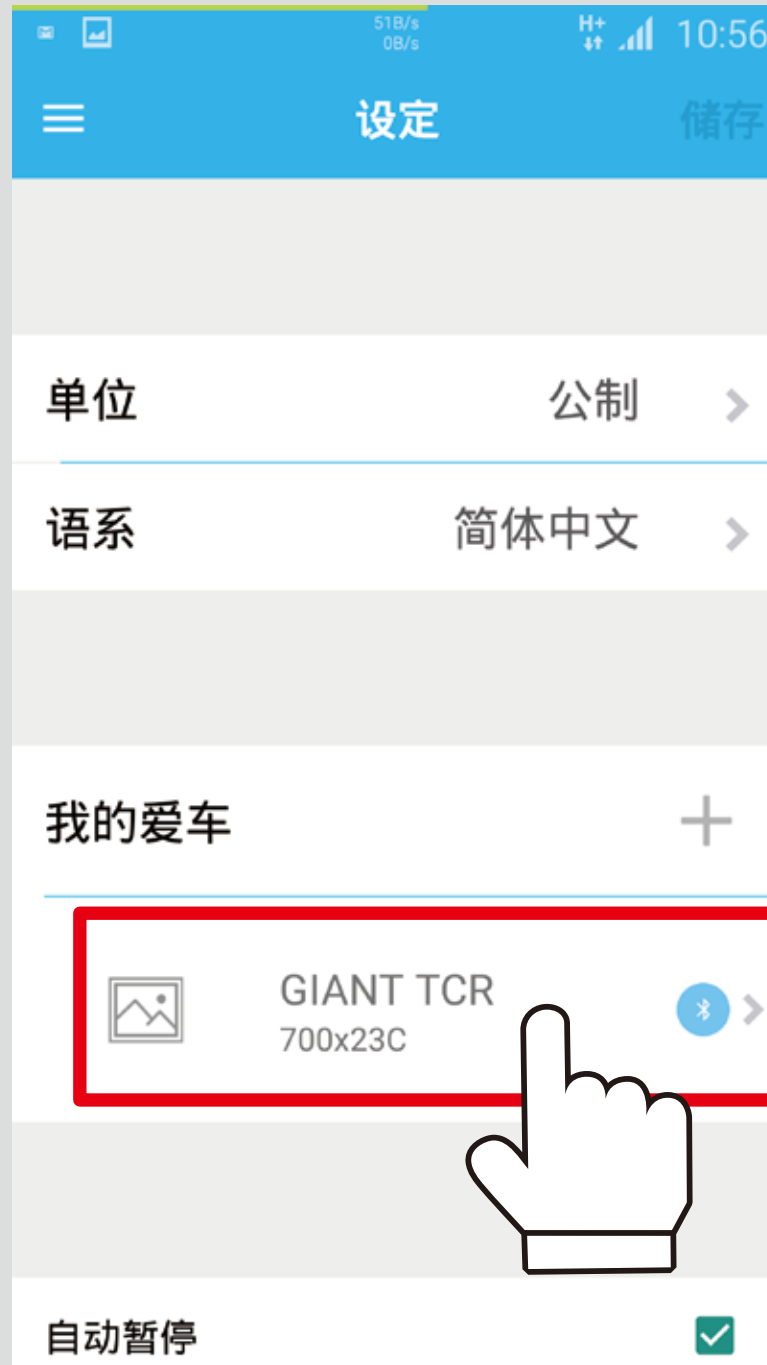 51B/s
0B/s
H+
10:56
设定
储存
单位
公制
语系
简体中文
我的爱车
GIANT TCR
700x23C
自动暂停